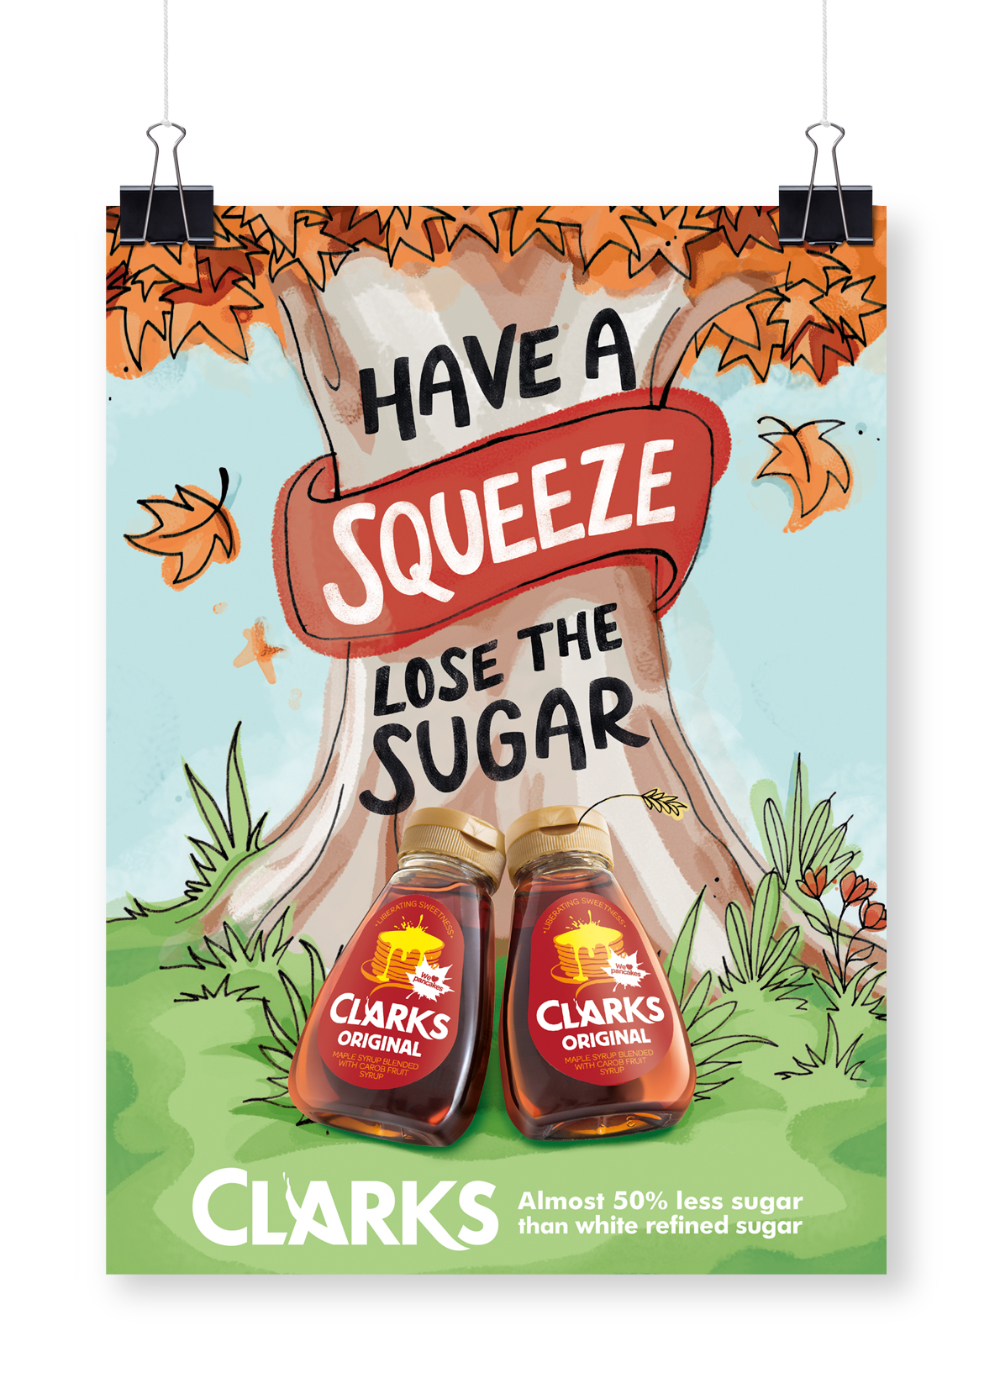 HAVE A
SQUEEZE
LOSE THE
SUGAR
LIBERATING SWEETNESS
We
pancakes
CLARKS
ORIGINAL
MAPLE SYRUP BLENDED
WITH CAROB FRUIT
SYRUP
LIBERATING SWEETNESS
We
pancakes
CLARKS
ORIGINAL
MAPLE SYRUP BLENDED
WITH CAROB FRUIT
SYRUP
CLARKS
Almost 50% less sugar
than white refined sugar